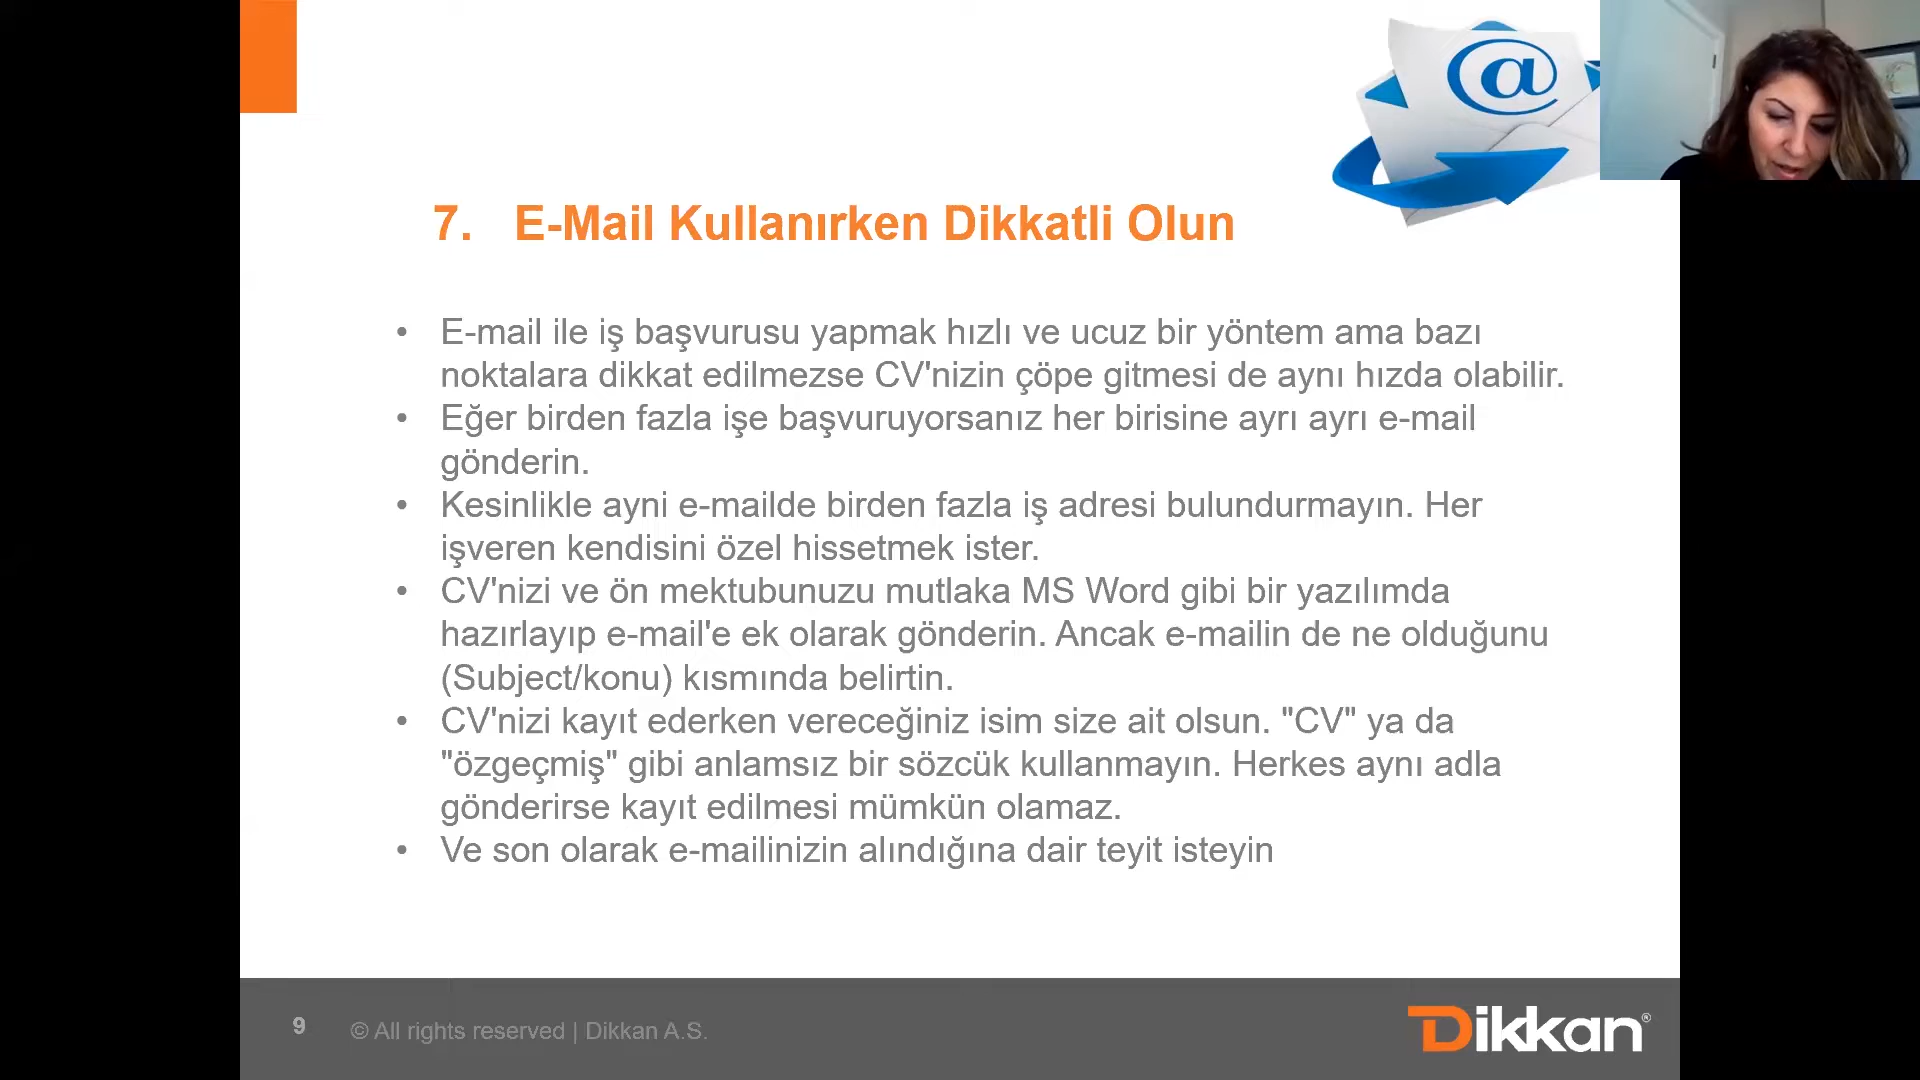 @
7. E-Mail Kullanırken Dikkatli Olun
• E-mail ile iş başvurusu yapmak hızlı ve ucuz bir yöntem ama bazı
noktalara dikkat edilmezse CV'nizin çöpe gitmesi de aynı hızda olabilir.
• Eğer birden fazla işe başvuruyorsanız her birisine ayrı ayrı e-mail
gönderin.
• Kesinlikle ayni e-mailde birden fazla iş adresi bulundurmayın. Her
işveren kendisini özel hissetmek ister.
• CV'nizi ve ön mektubunuzu mutlaka MS Word gibi bir yazılımda
hazırlayıp e-mail'e ek olarak gönderin. Ancak e-mailin de ne olduğunu
(Subject/konu) kısmında belirtin.
• CV'nizi kayıt ederken vereceğiniz isim size ait olsun. "CV" ya da
"özgeçmiş" gibi anlamsız bir sözcük kullanmayın. Herkes aynı adla
gönderirse kayıt edilmesi mümkün olamaz.
• Ve son olarak e-mailinizin alındığına dair teyit isteyin
9 © All rights reserved | Dikkan A.S.
Dikkan®